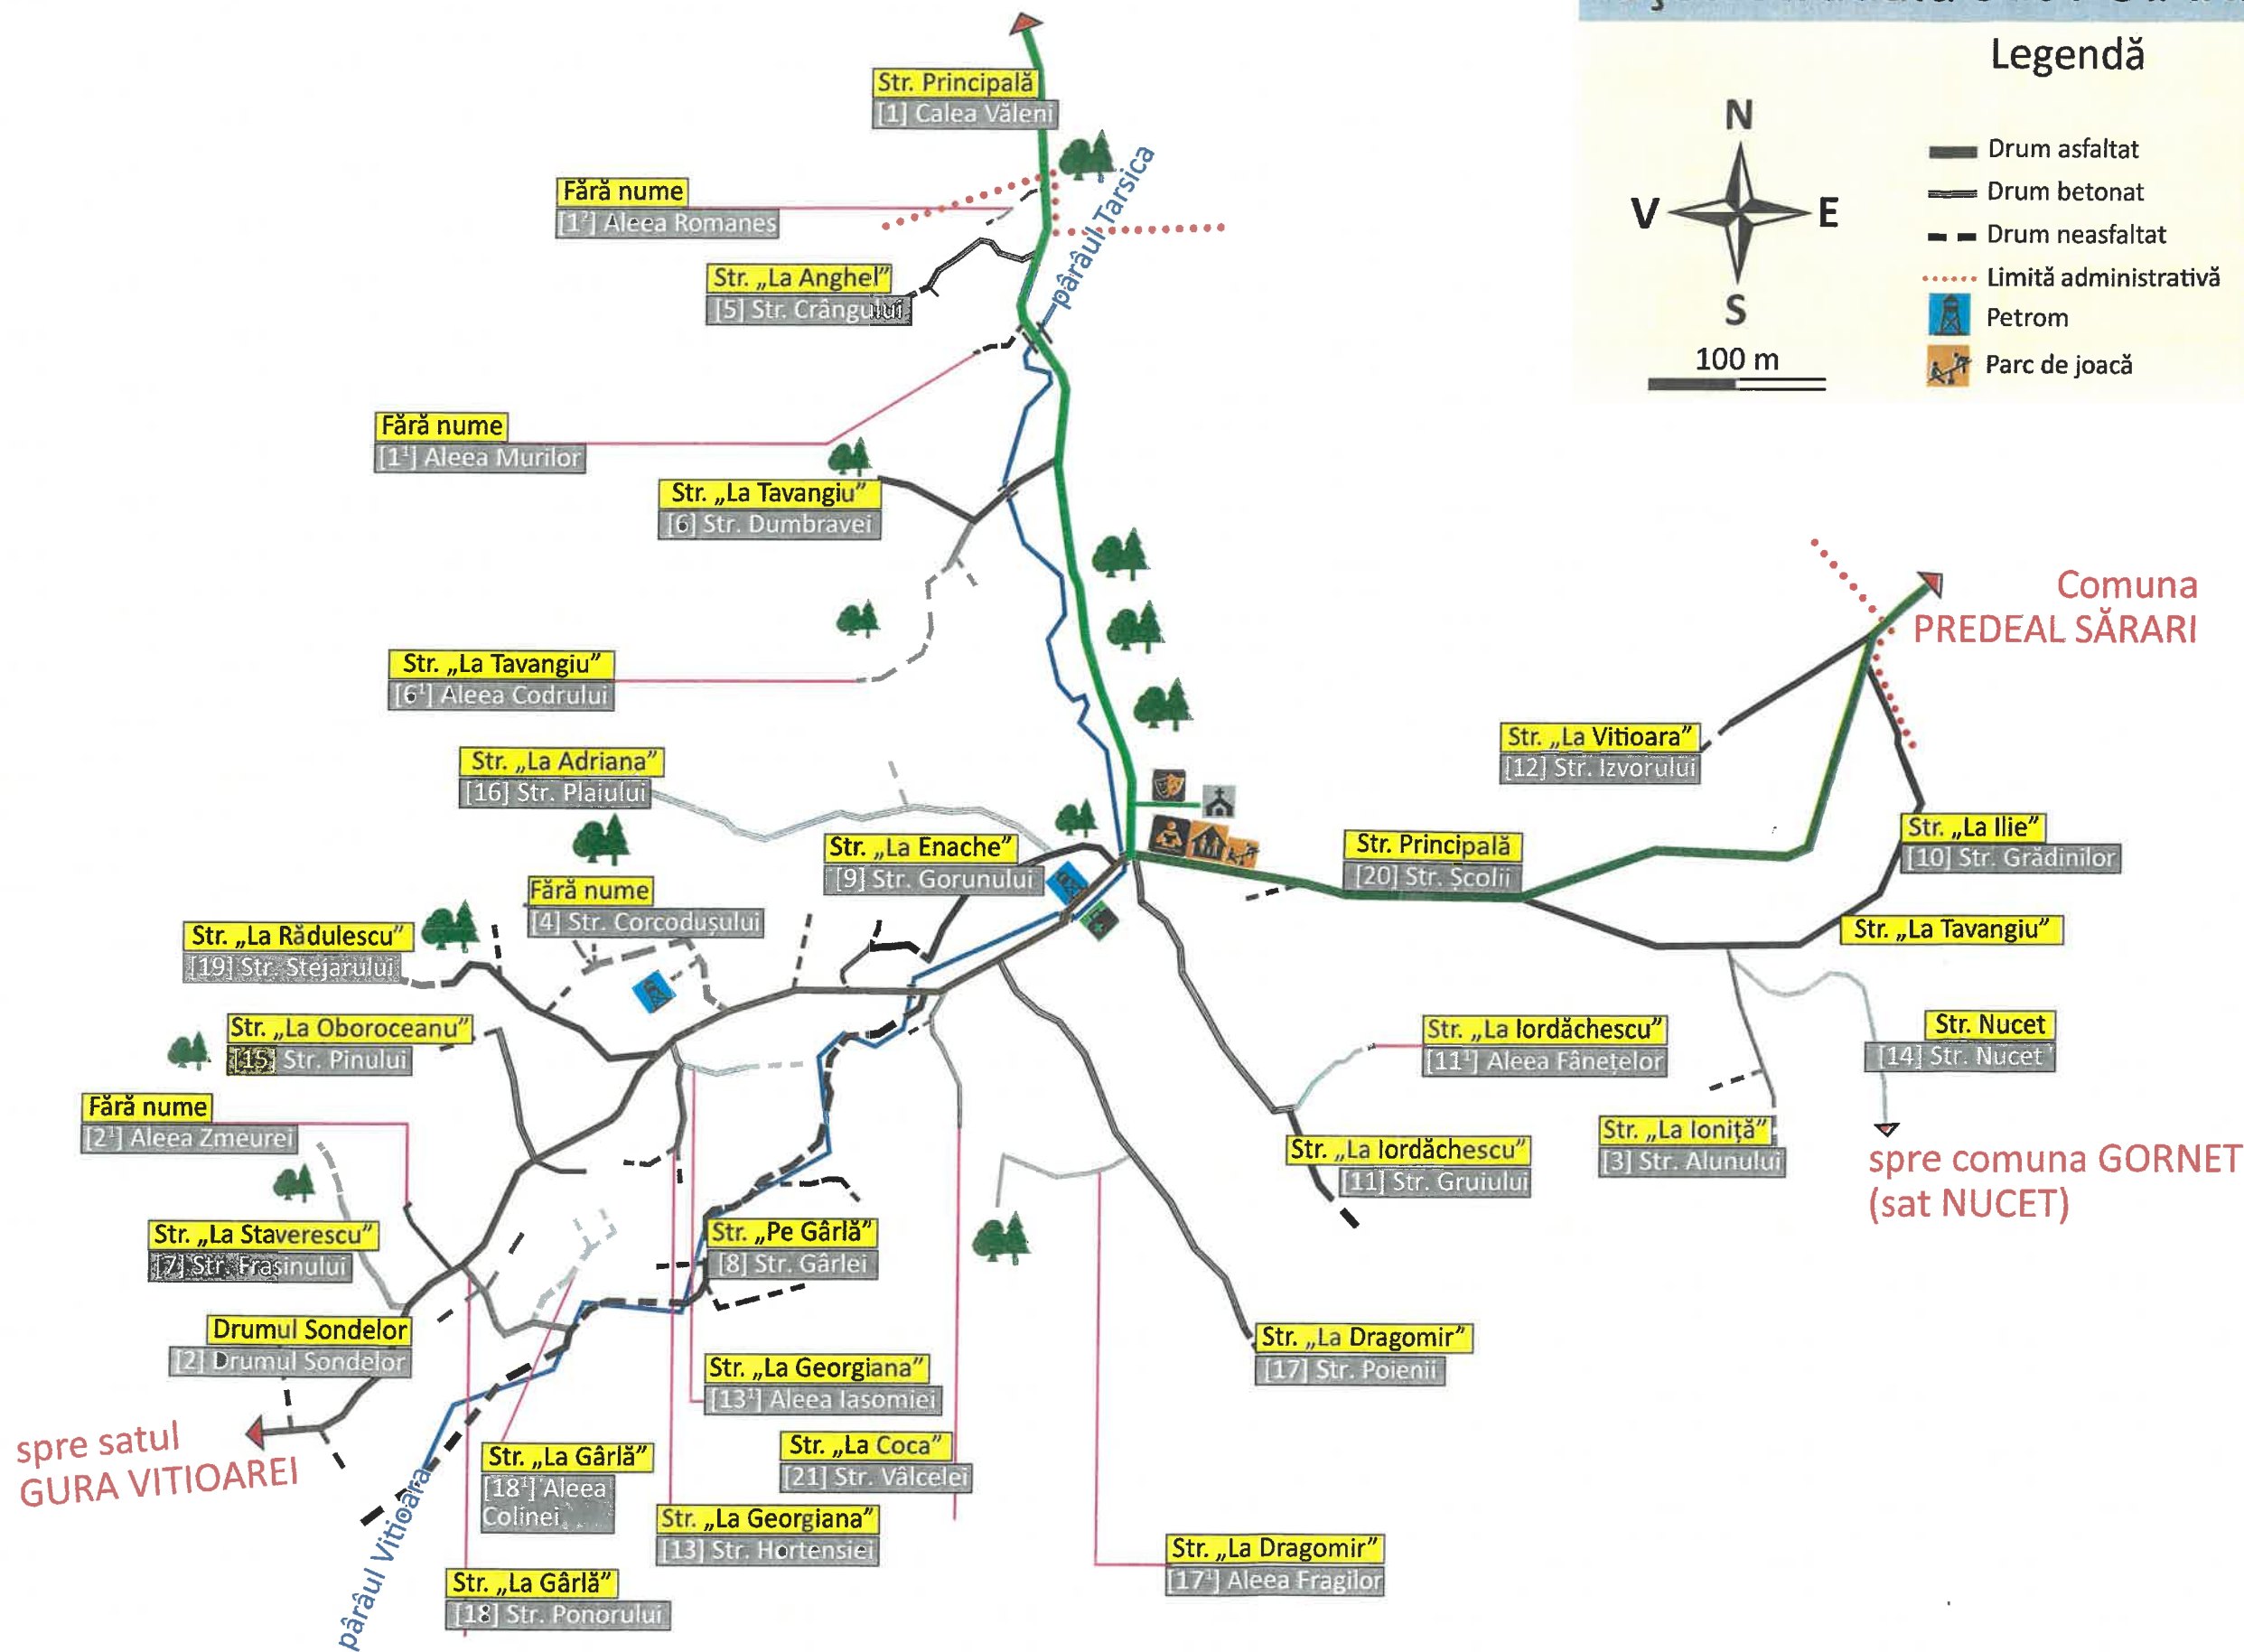 Legendă
N
V
E
S
100 m
Drum asfaltat
Drum betonat
Drum neasfaltat
Limită administrativă
Petrom
Parc de joacă
Str. Principală
[1] Calea Văleni
pârâul Tarsica
Fără nume
[1²] Aleea Romanes
Str. „La Anghel”
[5] Str. Crângului
Fără nume
[1¹] Aleea Murilor
Str. „La Tavangiu”
[6] Str. Dumbravei
Comuna
PREDEAL SĂRARI
Str. „La Tavangiu”
[6¹] Aleea Codrului
Str. „La Vitioara”
[12] Str. Izvorului
Str. „La Adriana”
[16] Str. Plaiului
Str. „La Enache”
[9] Str. Gorunului
Str. Principală
[20] Str. Școlii
Str. „La Ilie”
[10] Str. Grădinilor
Fără nume
[4] Str. Corcodușului
Str. „La Rădulescu”
[19] Str. Stejarului
Str. „La Tavangiu”
Str. „La Oboroceanu”
[15] Str. Pinului
Str. „La Iordăchescu”
[11¹] Aleea Fânețelor
Str. Nucet
[14] Str. Nucet
Fără nume
[2¹] Aleea Zmeurei
Str. „La Iordăchescu”
[11] Str. Gruiului
Str. „La Ioniță”
[3] Str. Alunului
spre comuna GORNET
(sat NUCET)
Str. „La Staverescu”
[7] Str. Frasinului
Str. „Pe Gârlă”
[8] Str. Gârlei
Drumul Sondelor
[2] Drumul Sondelor
Str. „La Georgiana”
[13¹] Aleea Iasomiei
Str. „La Dragomir”
[17] Str. Poienii
spre satul
GURA VITIOAREI
Str. „La Gârlă”
[18¹] Aleea
Colinei
Str. „La Coca”
[21] Str. Vâlcelei
Str. „La Georgiana”
[13] Str. Hortensiei
pârâul Vitioara
Str. „La Gârlă”
[18] Str. Ponorului
Str. „La Dragomir”
[17¹] Aleea Fragilor